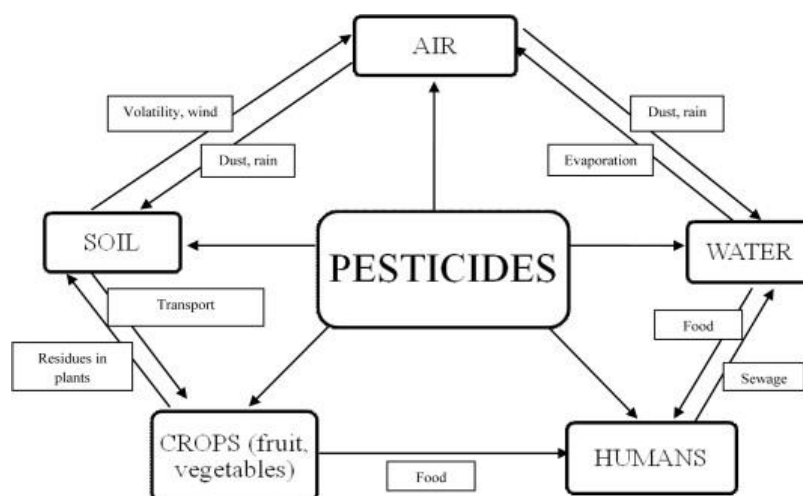 AIR
Volatility, wind
Dust, rain
Dust, rain
Evaporation
SOIL
PESTICIDES
WATER
Transport
Food
Residues in
plants
Sewage
CROPS (fruit,
vegetables)
Food
HUMANS